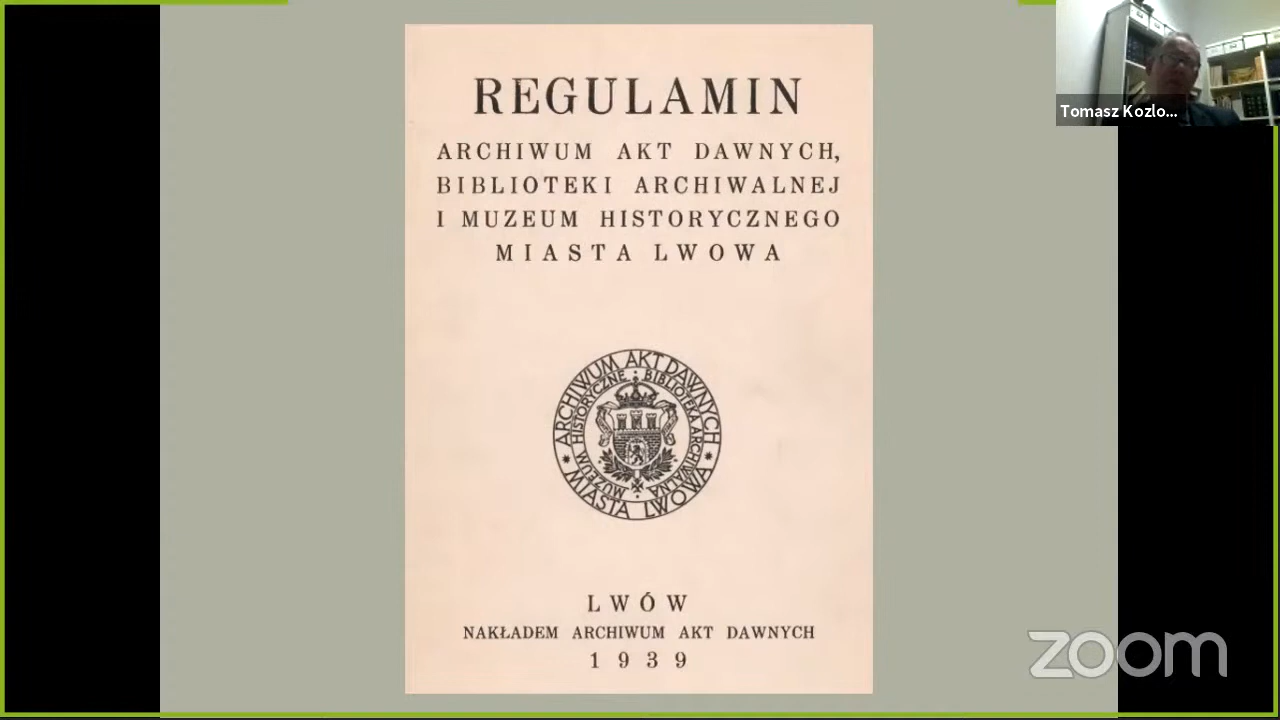 REGULAMIN
ARCHIWUM AKT DAWNYCH,
BIBLIOTEKI ARCHIWALNEJ
I MUZEUM HISTORYCZNEGO
MIASTA LWOWA
ARCHIWUM AKT DAWNYCH
MIASTA LWOWA
MUZEUM HISTORYCZNE · BIBLIOTEKA ARCHIWALNA
LWÓW
NAKŁADEM ARCHIWUM AKT DAWNYCH
1939
Tomasz Kozlo...
zoom